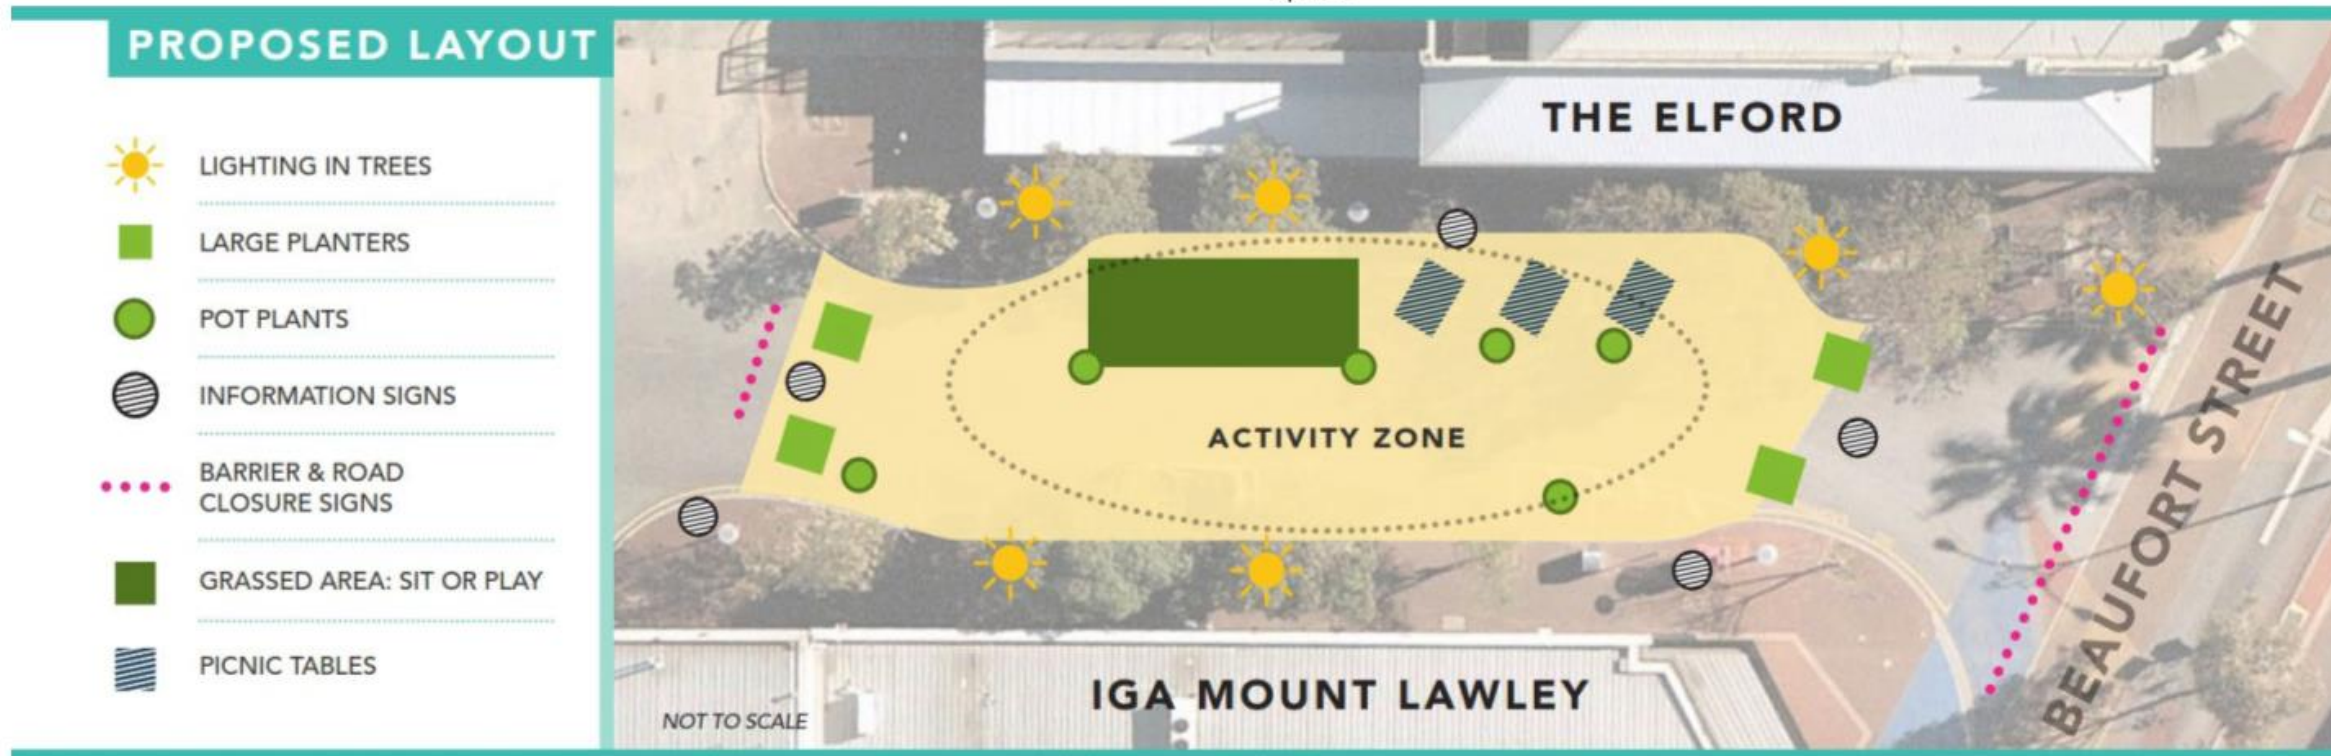 PROPOSED LAYOUT
LIGHTING IN TREES
LARGE PLANTERS
POT PLANTS
INFORMATION SIGNS
BARRIER & ROAD
CLOSURE SIGNS
GRASSED AREA: SIT OR PLAY
PICNIC TABLES
THE ELFORD
ACTIVITY ZONE
BEAUFORT STREET
IGA MOUNT LAWLEY
NOT TO SCALE